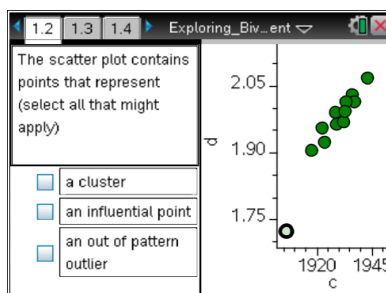 1.2 1.3 1.4 Exploring_Biv...ent
The scatter plot contains
points that represent
(select all that might
apply)
a cluster
an influential point
an out of pattern
outlier
2.05
1.90
1.75
d
1920 1945
c